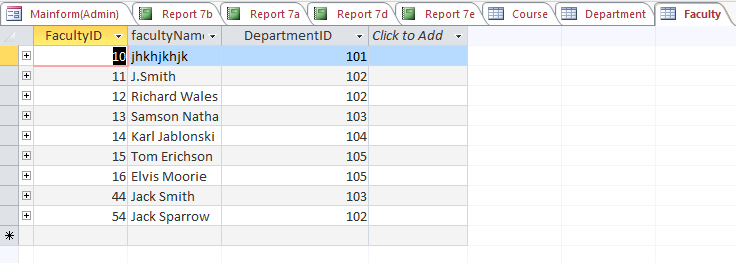 Mainform(Admin) Report 7b Report 7a Report 7d Report 7e Course Department Faculty
FacultyID facultyName DepartmentID Click to Add
10 jhkhjkhjk 101
11 J.Smith 102
12 Richard Wales 102
13 Samson Natha 103
14 Karl Jablonski 104
15 Tom Erichson 105
16 Elvis Moorie 105
44 Jack Smith 103
54 Jack Sparrow 102